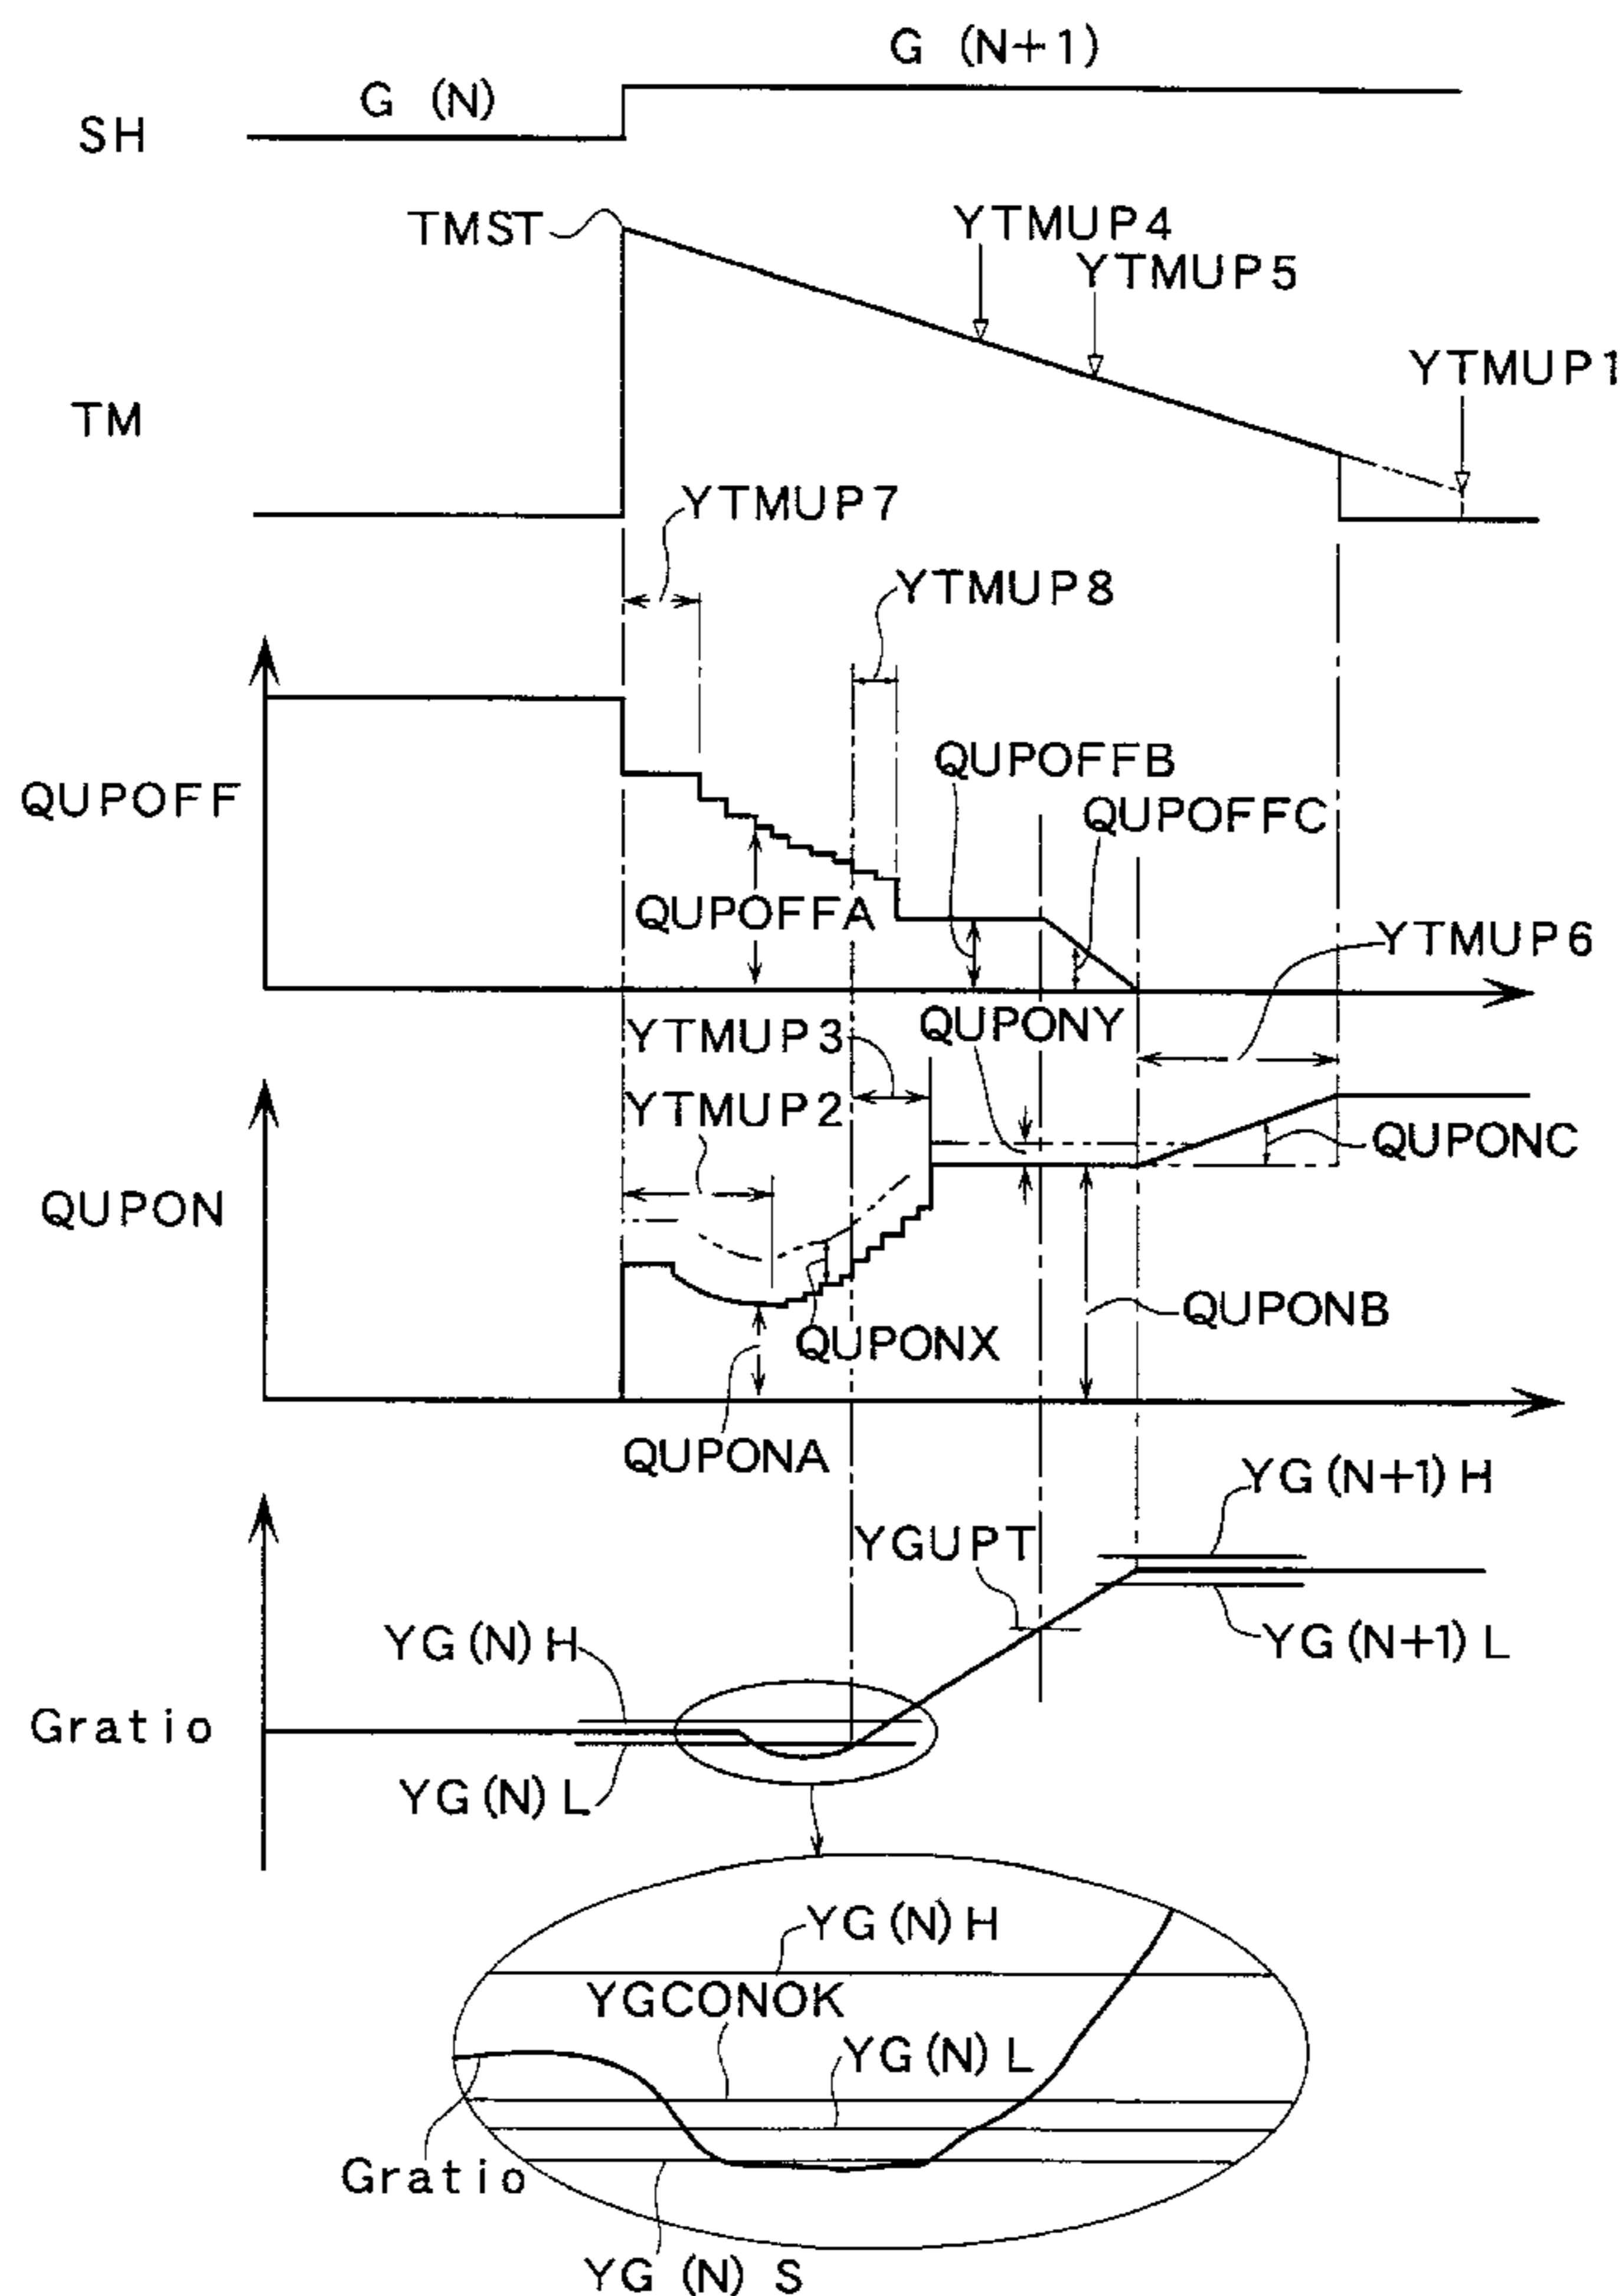 G (N+1)
G (N)
SH
TMST
YTMUP4
YTMUP5
YTMUP1
TM
YTMUP7
YTMUP8
QUPOFFB
QUPOFF
QUPOFFC
QUPOFFA
YTMUP6
YTMUP3
QUPONY
YTMUP2
QUPONC
QUPON
QUPONB
QUPONX
QUPONA
YG(N+1)H
YGUPT
YG(N)H
YG(N+1)L
Gratio
YG(N)L
YG(N)H
YGCONOK
YG(N)L
Gratio
YG (N) S